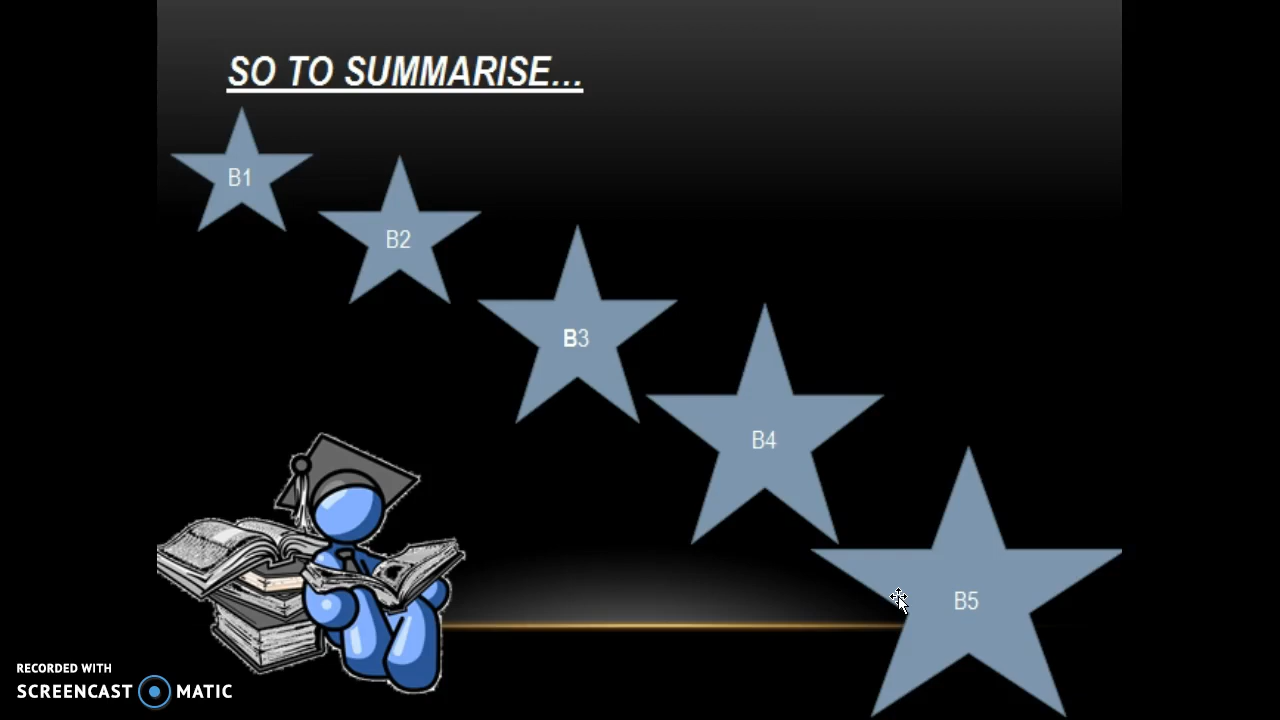 SO TO SUMMARISE...
B1
B2
B3
B4
B5
RECORDED WITH
SCREENCAST MATIC